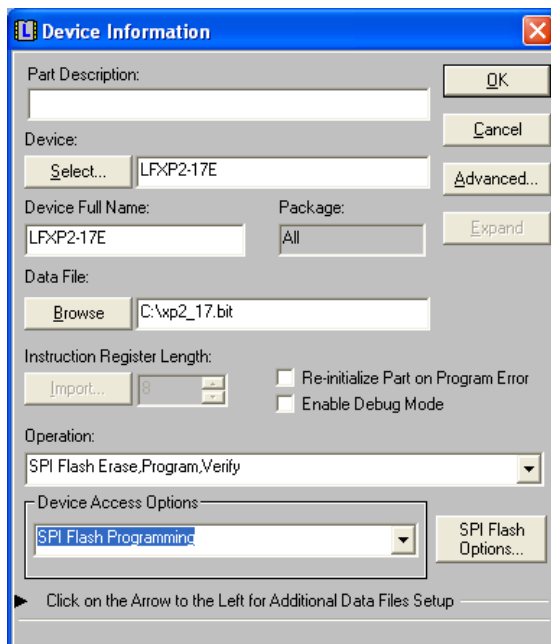 Device Information
Part Description:
OK
Device:
Cancel
Select... LFXP2-17E
Advanced...
Device Full Name: Package:
LFXP2-17E All
Expand
Data File:
Browse C:\xp2_17.bit
Instruction Register Length:
Import... 8
Re-initialize Part on Program Error
Enable Debug Mode
Operation:
SPI Flash Erase,Program,Verify
Device Access Options
SPI Flash Programming
SPI Flash
Options...
Click on the Arrow to the Left for Additional Data Files Setup